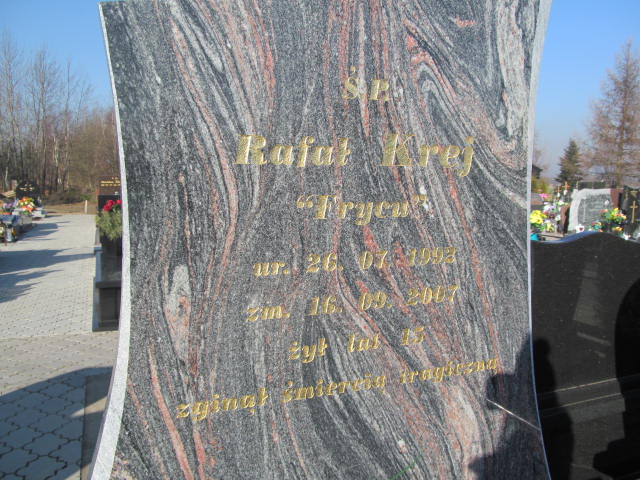 Ś.P.
Rafał Krej
"Frycu"
ur. 26. 07. 1992
zm. 16. 09. 2007
żył lat 15
zginął śmiercią tragiczną